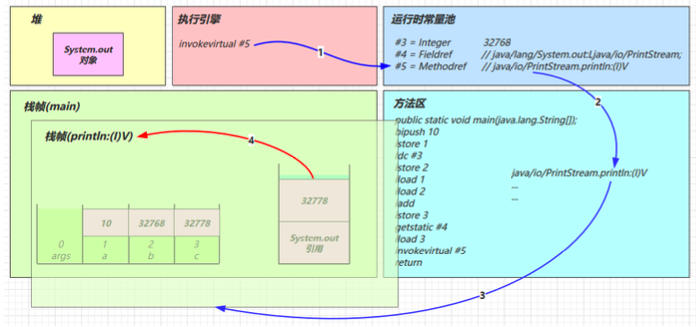 堆
System.out
对象
执行引擎
invokevirtual #5
1
运行时常量池
#3 = Integer 32768
#4 = Fieldref // java/lang/System.out:Ljava/io/PrintStream;
#5 = Methodref // java/io/PrintStream.println:(I)V
2
栈帧(main)
栈帧(println:(I)V
4
10 32768 32778
0 1 2 3
args a b c
32778
System.out
引用
方法区
public static void main(java.lang.String[]);
bipush 10
istore 1
ldc #3
istore 2
iload 1
iload 2
iadd
istore 3
getstatic #4
iload 3
invokevirtual #5
return
java/io/PrintStream.println:(I)V
...
...
3